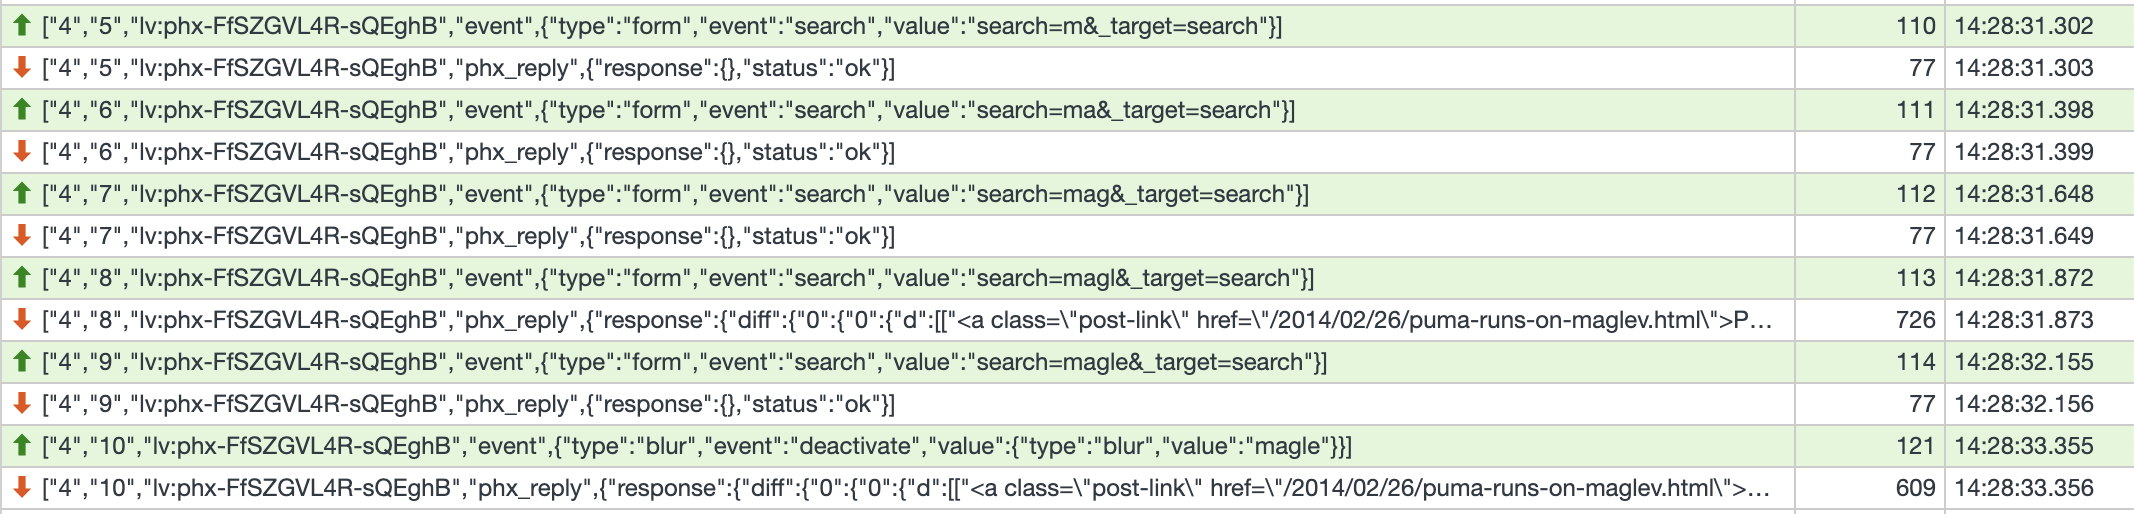 ["4","5","lv:phx-FfSZGVL4R-sQEghB","event",{"type":"form","event":"search","value":"search=m&_target=search"}] 110 14:28:31.302
["4","5","lv:phx-FfSZGVL4R-sQEghB","phx_reply",{"response":{},"status":"ok"}] 77 14:28:31.303
["4","6","lv:phx-FfSZGVL4R-sQEghB","event",{"type":"form","event":"search","value":"search=ma&_target=search"}] 111 14:28:31.398
["4","6","lv:phx-FfSZGVL4R-sQEghB","phx_reply",{"response":{},"status":"ok"}] 77 14:28:31.399
["4","7","lv:phx-FfSZGVL4R-sQEghB","event",{"type":"form","event":"search","value":"search=mag&_target=search"}] 112 14:28:31.648
["4","7","lv:phx-FfSZGVL4R-sQEghB","phx_reply",{"response":{},"status":"ok"}] 77 14:28:31.649
["4","8","lv:phx-FfSZGVL4R-sQEghB","event",{"type":"form","event":"search","value":"search=magl&_target=search"}] 113 14:28:31.872
["4","8","lv:phx-FfSZGVL4R-sQEghB","phx_reply",{"response":{"diff":{"0":{"0":{"d":[["<a class=\"post-link\" href=\"/2014/02/26/puma-runs-on-maglev.html\">P… 726 14:28:31.873
["4","9","lv:phx-FfSZGVL4R-sQEghB","event",{"type":"form","event":"search","value":"search=magle&_target=search"}] 114 14:28:32.155
["4","9","lv:phx-FfSZGVL4R-sQEghB","phx_reply",{"response":{},"status":"ok"}] 77 14:28:32.156
["4","10","lv:phx-FfSZGVL4R-sQEghB","event",{"type":"blur","event":"deactivate","value":{"type":"blur","value":"magle"}}] 121 14:28:33.355
["4","10","lv:phx-FfSZGVL4R-sQEghB","phx_reply",{"response":{"diff":{"0":{"0":{"d":[["<a class=\"post-link\" href=\"/2014/02/26/puma-runs-on-maglev.html\">… 609 14:28:33.356